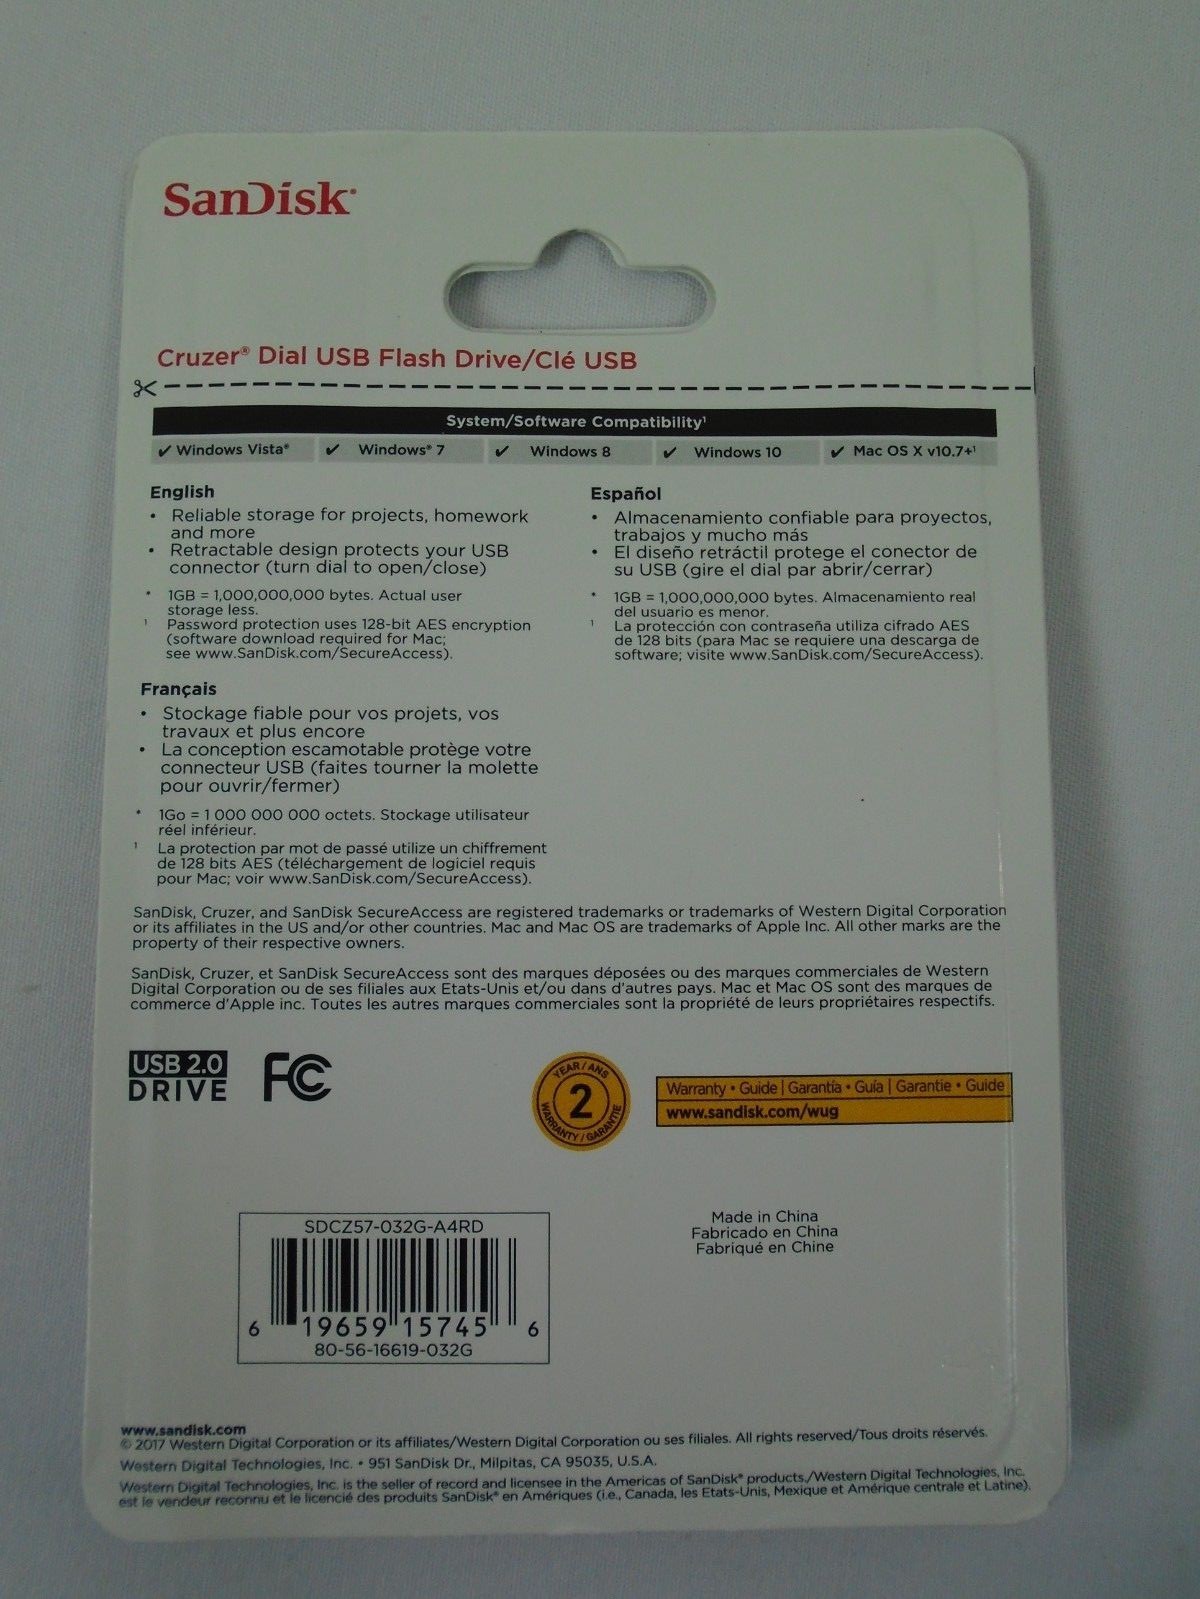 SanDisk®
Cruzer® Dial USB Flash Drive/Clé USB
System/Software Compatibility¹
✔ Windows Vista® ✔ Windows® 7 ✔ Windows 8 ✔ Windows 10 ✔ Mac OS X v10.7+¹
English
• Reliable storage for projects, homework
and more
• Retractable design protects your USB
connector (turn dial to open/close)
* 1GB = 1,000,000,000 bytes. Actual user
storage less.
¹ Password protection uses 128-bit AES encryption
(software download required for Mac;
see www.SanDisk.com/SecureAccess).
Español
• Almacenamiento confiable para proyectos,
trabajos y mucho más
• El diseño retráctil protege el conector de
su USB (gire el dial par abrir/cerrar)
* 1GB = 1,000,000,000 bytes. Almacenamiento real
del usuario es menor.
¹ La protección con contraseña utiliza cifrado AES
de 128 bits (para Mac se requiere una descarga de
software; visite www.SanDisk.com/SecureAccess).
Français
• Stockage fiable pour vos projets, vos
travaux et plus encore
• La conception escamotable protège votre
connecteur USB (faites tourner la molette
pour ouvrir/fermer)
* 1Go = 1 000 000 000 octets. Stockage utilisateur
réel inférieur.
¹ La protection par mot de passé utilize un chiffrement
de 128 bits AES (téléchargement de logiciel requis
pour Mac; voir www.SanDisk.com/SecureAccess).
SanDisk, Cruzer, and SanDisk SecureAccess are registered trademarks or trademarks of Western Digital Corporation
or its affiliates in the US and/or other countries. Mac and Mac OS are trademarks of Apple Inc. All other marks are the
property of their respective owners.
SanDisk, Cruzer, et SanDisk SecureAccess sont des marques déposées ou des marques commerciales de Western
Digital Corporation ou de ses filiales aux Etats-Unis et/ou dans d'autres pays. Mac et Mac OS sont des marques de
commerce d'Apple inc. Toutes les autres marques commerciales sont la propriété de leurs propriétaires respectifs.
USB 2.0
DRIVE
FC
YEAR/ANS
2
WARRANTY/GARANTIE
Warranty • Guide | Garantía • Guía | Garantie • Guide
www.sandisk.com/wug
SDCZ57-032G-A4RD
6 19659 15745 6
80-56-16619-032G
Made in China
Fabricado en China
Fabriqué en Chine
www.sandisk.com
© 2017 Western Digital Corporation or its affiliates/Western Digital Corporation ou ses filiales. All rights reserved/Tous droits réservés.
Western Digital Technologies, Inc. • 951 SanDisk Dr., Milpitas, CA 95035, U.S.A.
Western Digital Technologies, Inc. is the seller of record and licensee in the Americas of SanDisk® products./Western Digital Technologies, Inc.
est le vendeur reconnu et le licencié des produits SanDisk® en Amériques (i.e., Canada, les Etats-Unis, Mexique et Amérique centrale et Latine).